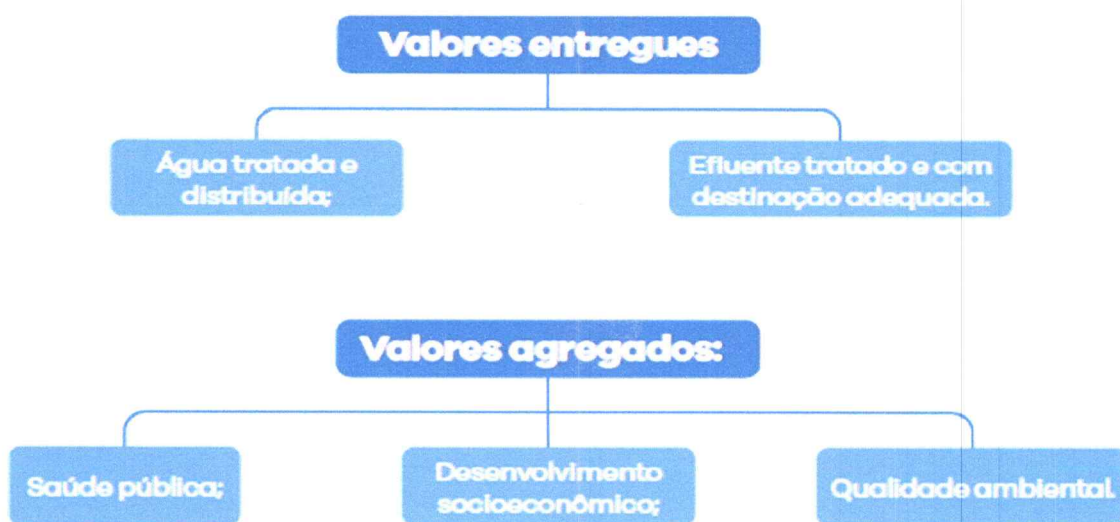 Valores entregues
Água tratada e
distribuída;
Efluente tratado e com
destinação adequada.
Valores agregados:
Saúde pública;
Desenvolvimento
socioeconômico;
Qualidade ambiental.